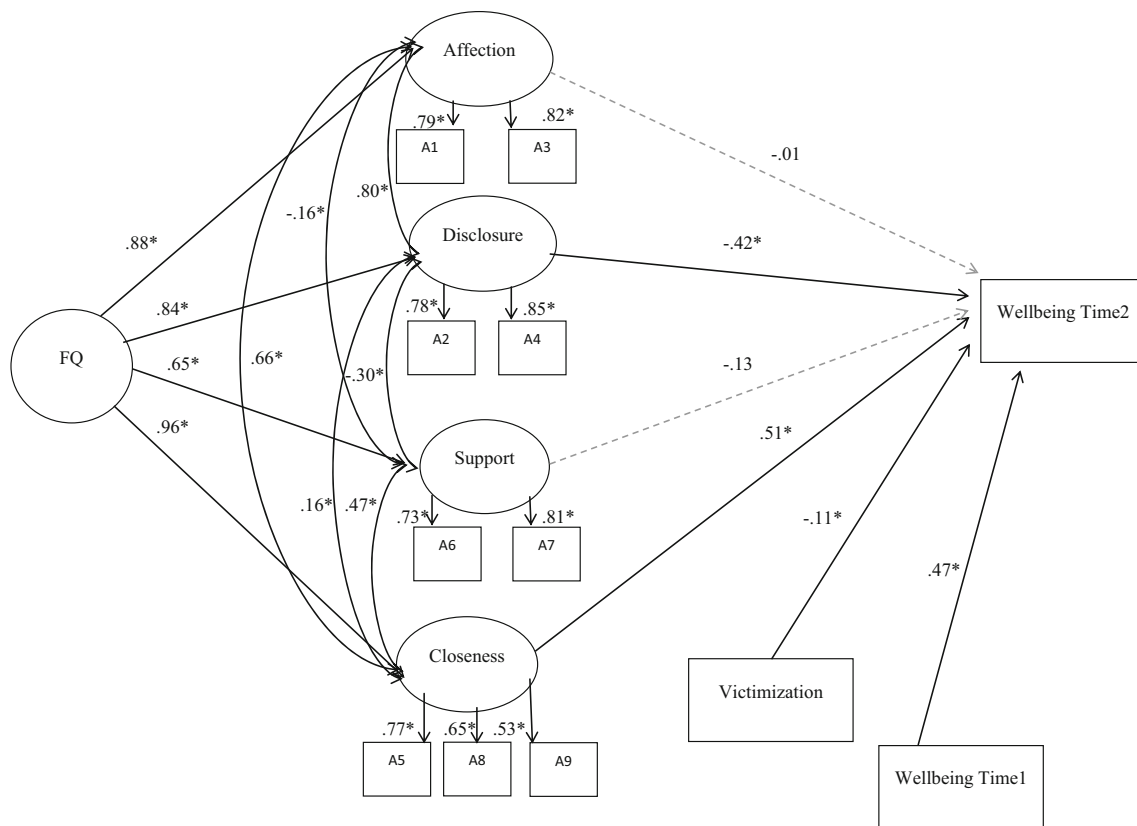 Affection
.79*
.82*
A1
A3
-.01
-.16*
.80*
Disclosure
-.42*
.88*
.84*
.78*
.85*
A2
A4
Wellbeing Time2
FQ
.65*
.66*
-.30*
-.13
.96*
.51*
Support
.16*
.47*
.73*
.81*
A6
A7
-.11*
.47*
Closeness
Victimization
.77*
.65*
.53*
A5
A8
A9
Wellbeing Time1